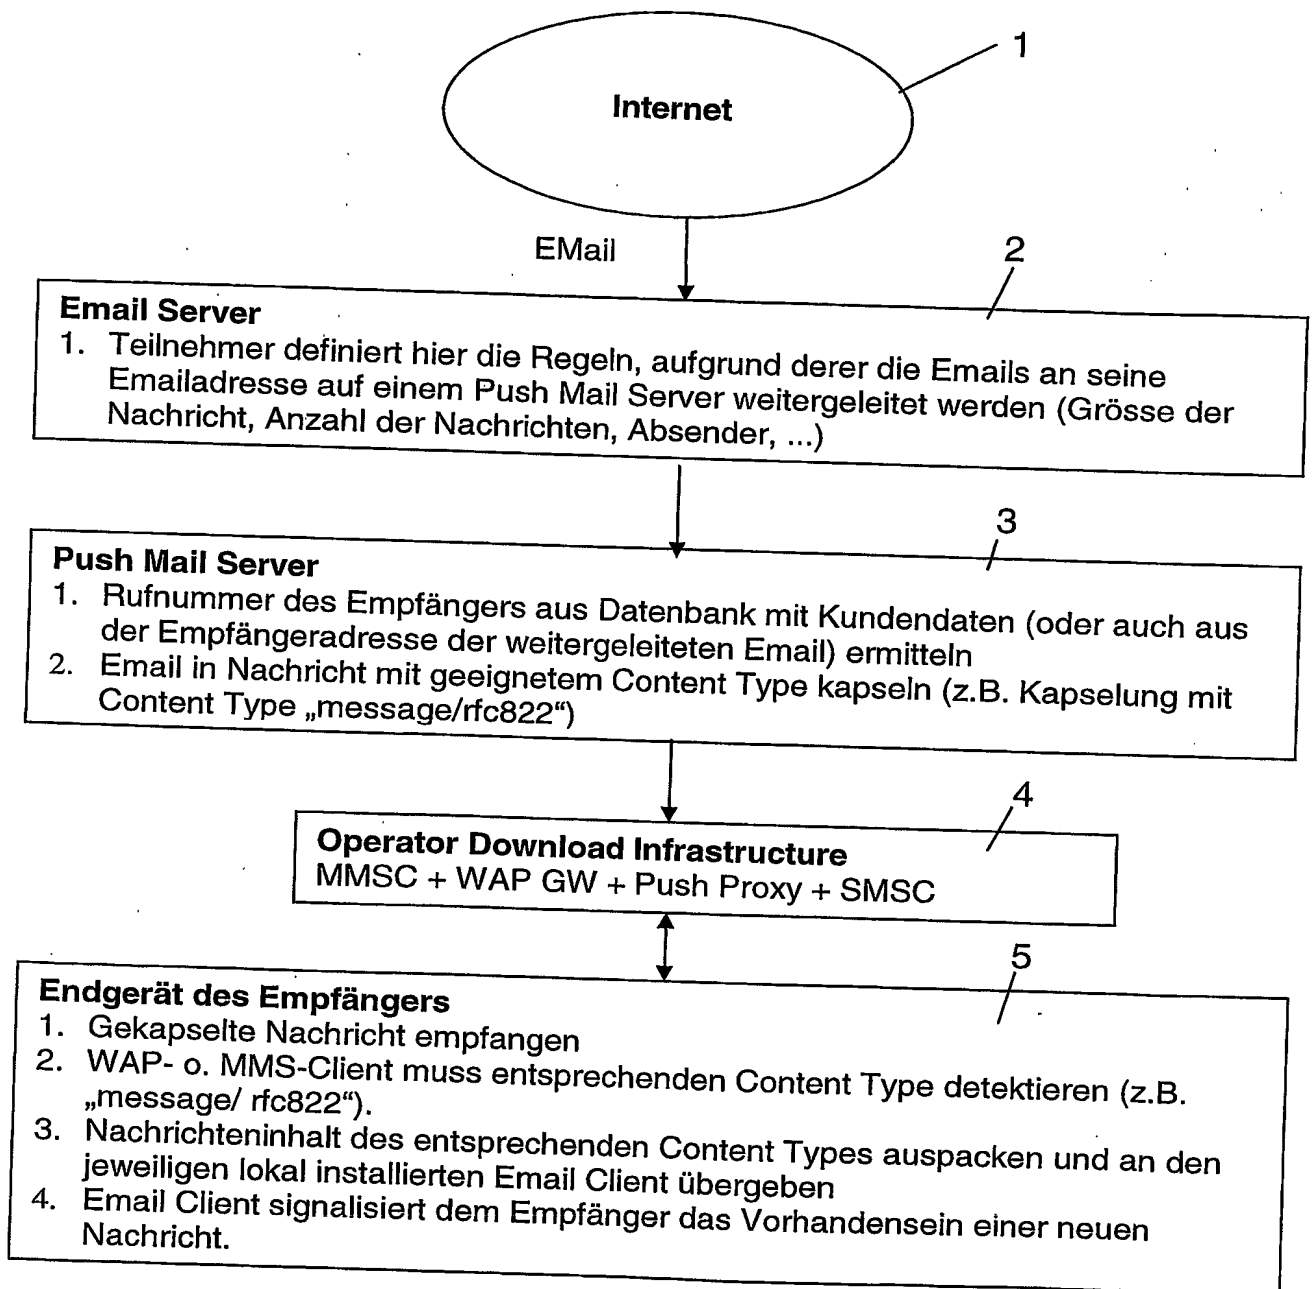 1
Internet
EMail
2
Email Server
1. Teilnehmer definiert hier die Regeln, aufgrund derer die Emails an seine
Emailadresse auf einem Push Mail Server weitergeleitet werden (Grösse der
Nachricht, Anzahl der Nachrichten, Absender, ...)
3
Push Mail Server
1. Rufnummer des Empfängers aus Datenbank mit Kundendaten (oder auch aus
der Empfängeradresse der weitergeleiteten Email) ermitteln
2. Email in Nachricht mit geeignetem Content Type kapseln (z.B. Kapselung mit
Content Type „message/rfc822“)
4
Operator Download Infrastructure
MMSC + WAP GW + Push Proxy + SMSC
5
Endgerät des Empfängers
1. Gekapselte Nachricht empfangen
2. WAP- o. MMS-Client muss entsprechenden Content Type detektieren (z.B.
„message/ rfc822“).
3. Nachrichteninhalt des entsprechenden Content Types auspacken und an den
jeweiligen lokal installierten Email Client übergeben
4. Email Client signalisiert dem Empfänger das Vorhandensein einer neuen
Nachricht.